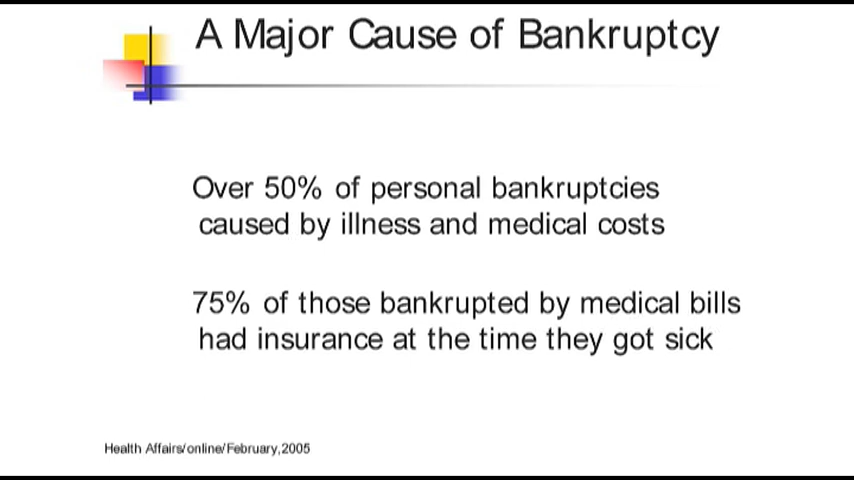 A Major Cause of Bankruptcy
Over 50% of personal bankruptcies
caused by illness and medical costs
75% of those bankrupted by medical bills
had insurance at the time they got sick
Health Affairs/online/February,2005